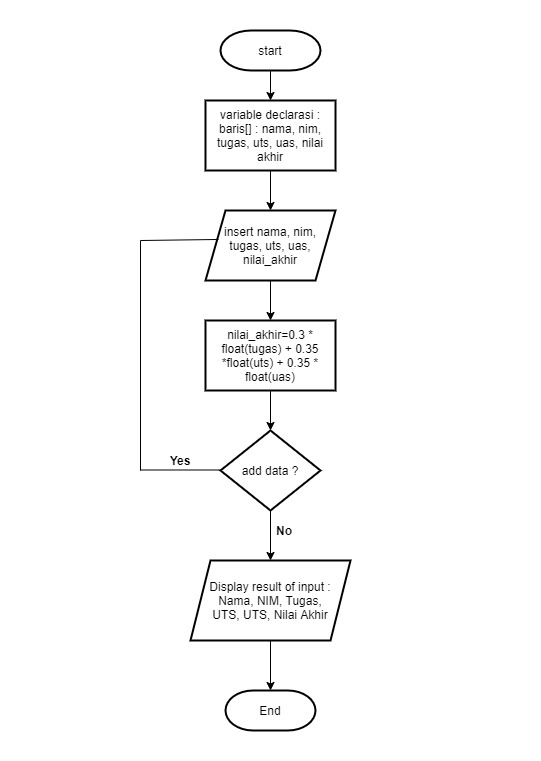 start
variable declarasi :
baris[] : nama, nim,
tugas, uts, uas, nilai
akhir
insert nama, nim,
tugas, uts, uas,
nilai_akhir
nilai_akhir=0.3 *
float(tugas) + 0.35
*float(uts) + 0.35 *
float(uas)
add data ?
Yes
No
Display result of input :
Nama, NIM, Tugas,
UTS, UTS, Nilai Akhir
End